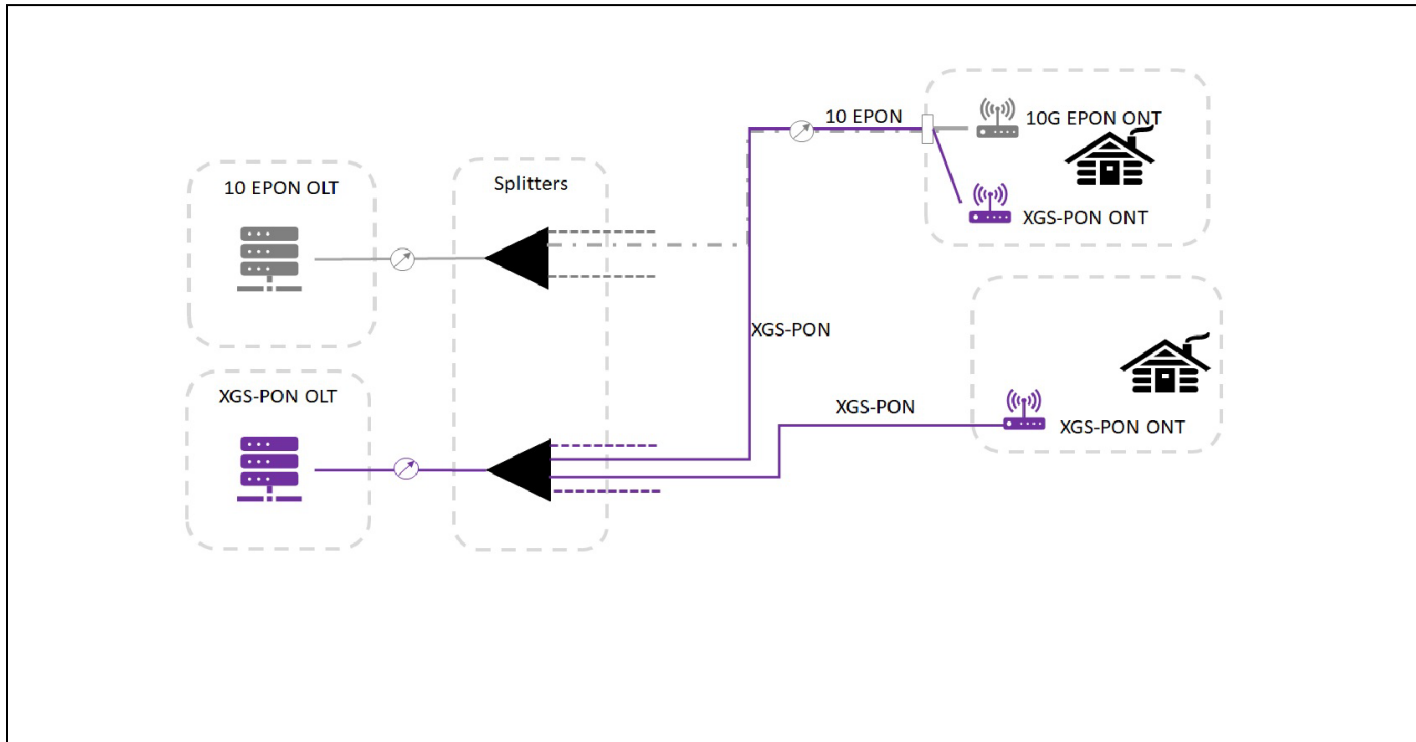 10 EPON
10G EPON ONT
10 EPON OLT
Splitters
XGS-PON ONT
XGS-PON
XGS-PON OLT
XGS-PON
XGS-PON ONT